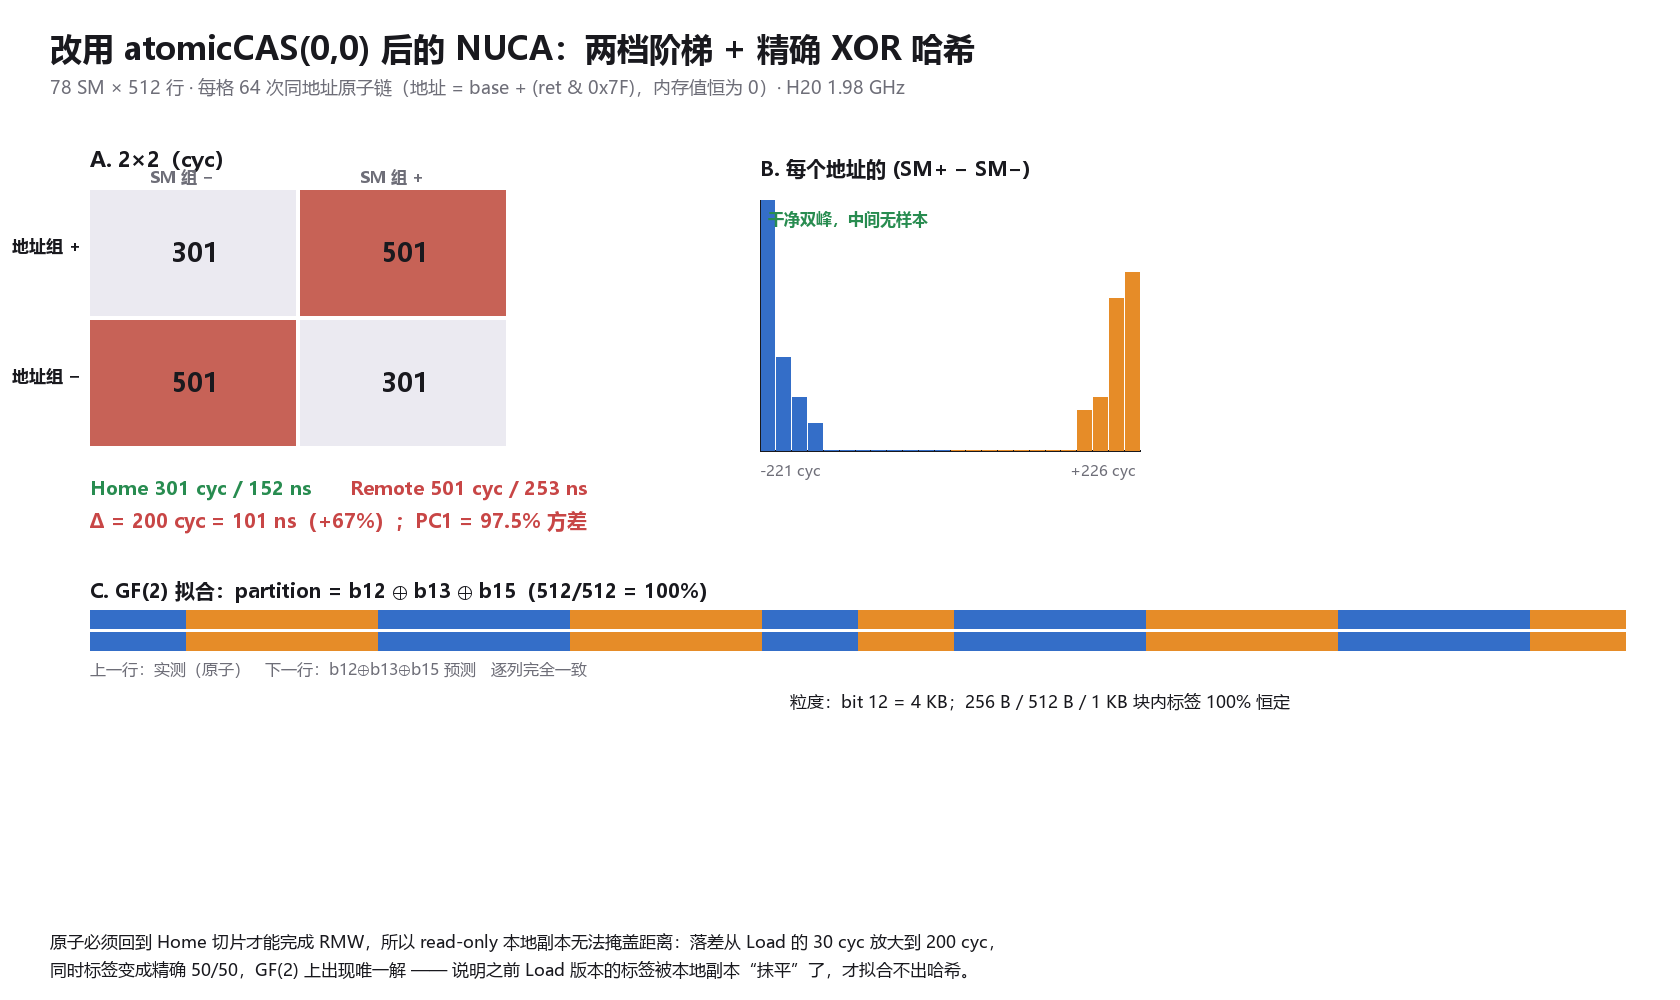 改用 atomicCAS(0,0) 后的 NUCA：两档阶梯 + 精确 XOR 哈希
78 SM × 512 行 · 每格 64 次同地址原子链（地址 = base + (ret & 0x7F)，内存值恒为 0）· H20 1.98 GHz
A. 2×2（cyc）
SM 组 −
SM 组 +
地址组 +
301
501
地址组 −
501
301
Home 301 cyc / 152 ns
Remote 501 cyc / 253 ns
Δ = 200 cyc = 101 ns（+67%）；PC1 = 97.5% 方差
B. 每个地址的 (SM+ − SM−)
干净双峰，中间无样本
-221 cyc
+226 cyc
C. GF(2) 拟合：partition = b12 ⊕ b13 ⊕ b15（512/512 = 100%）
上一行：实测（原子） 下一行：b12⊕b13⊕b15 预测 逐列完全一致
粒度：bit 12 = 4 KB；256 B / 512 B / 1 KB 块内标签 100% 恒定
原子必须回到 Home 切片才能完成 RMW，所以 read-only 本地副本无法掩盖距离：落差从 Load 的 30 cyc 放大到 200 cyc，
同时标签变成精确 50/50，GF(2) 上出现唯一解 —— 说明之前 Load 版本的标签被本地副本“抹平”了，才拟合不出哈希。